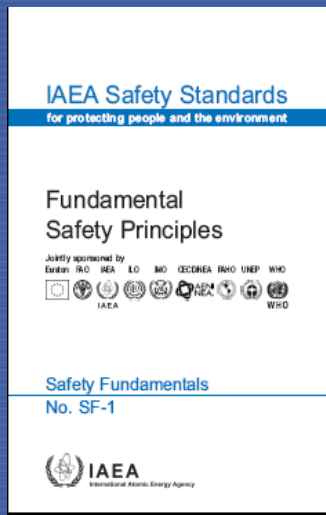 IAEA Safety Standards
for protecting people and the environment
Fundamental
Safety Principles
Jointly sponsored by
Euratom FAO IAEA ILO IMO OECD/NEA PAHO UNEP WHO
IAEA NEA WHO
Safety Fundamentals
No. SF-1
IAEA
International Atomic Energy Agency